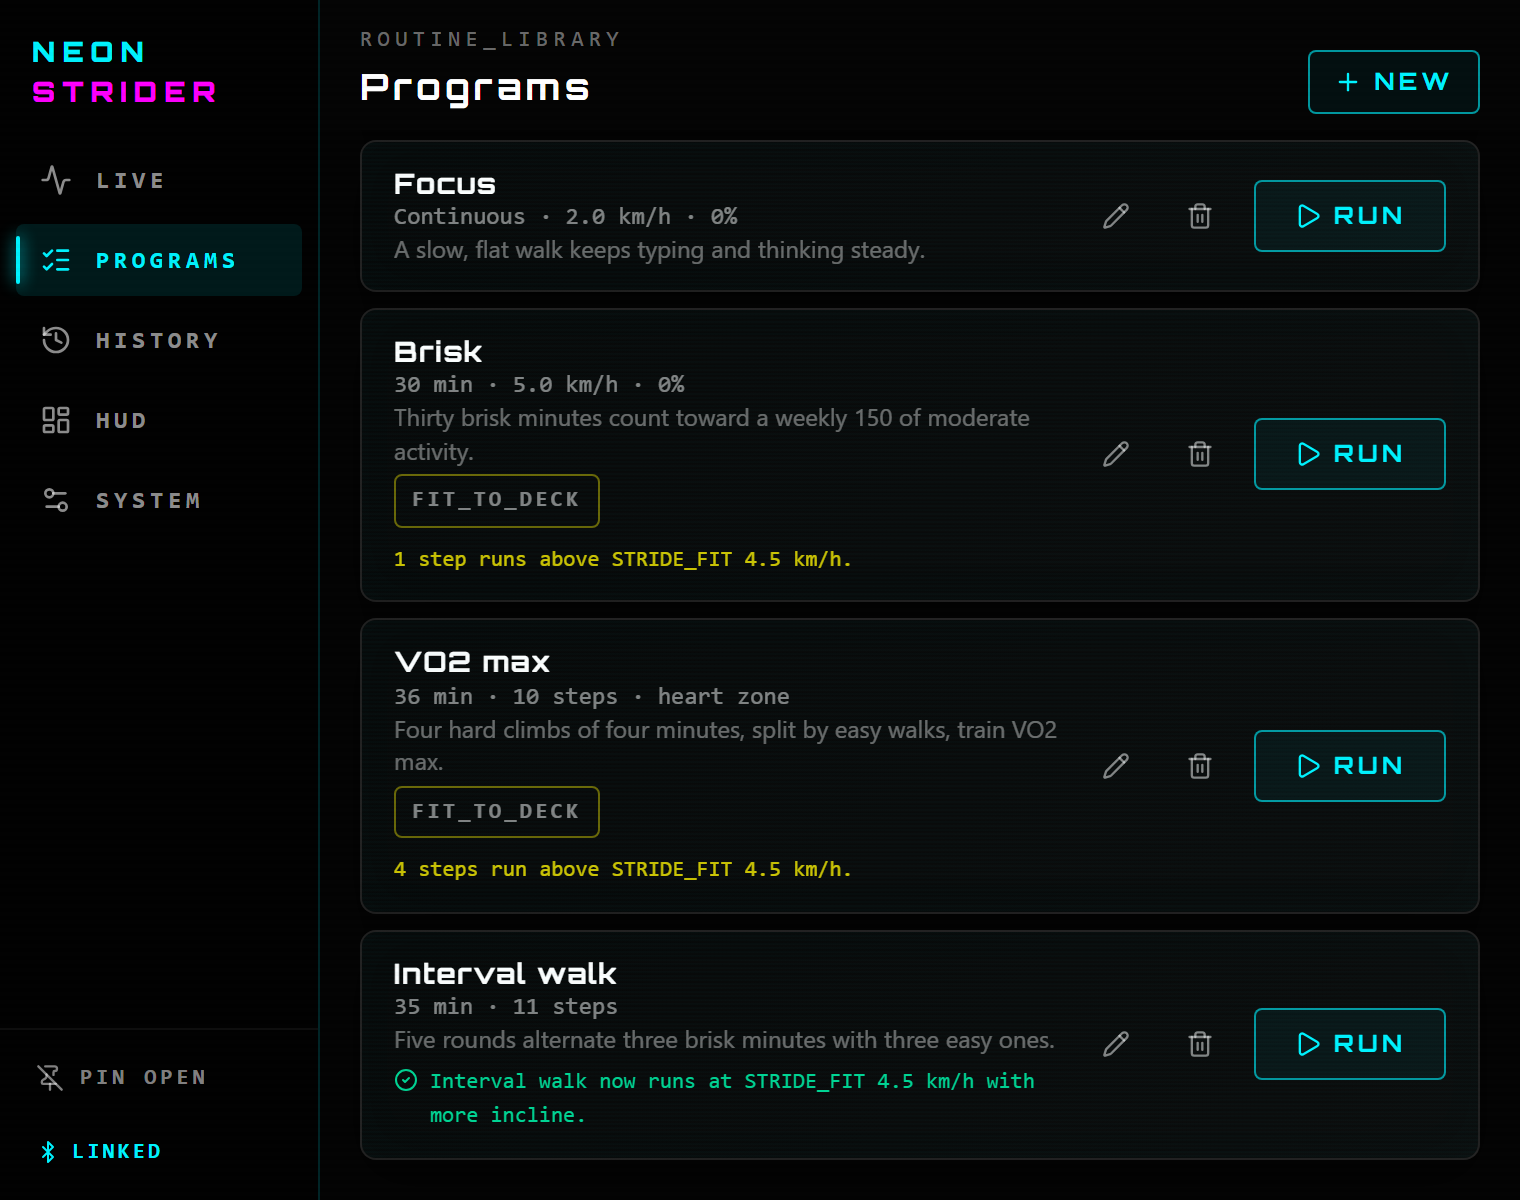 NEON
STRIDER
LIVE
PROGRAMS
HISTORY
HUD
SYSTEM
PIN OPEN
LINKED
ROUTINE_LIBRARY
Programs
+ NEW
Focus
Continuous · 2.0 km/h · 0%
A slow, flat walk keeps typing and thinking steady.
RUN
Brisk
30 min · 5.0 km/h · 0%
Thirty brisk minutes count toward a weekly 150 of moderate
activity.
FIT_TO_DECK
1 step runs above STRIDE_FIT 4.5 km/h.
RUN
VO2 max
36 min · 10 steps · heart zone
Four hard climbs of four minutes, split by easy walks, train VO2
max.
FIT_TO_DECK
4 steps run above STRIDE_FIT 4.5 km/h.
RUN
Interval walk
35 min · 11 steps
Five rounds alternate three brisk minutes with three easy ones.
Interval walk now runs at STRIDE_FIT 4.5 km/h with
more incline.
RUN